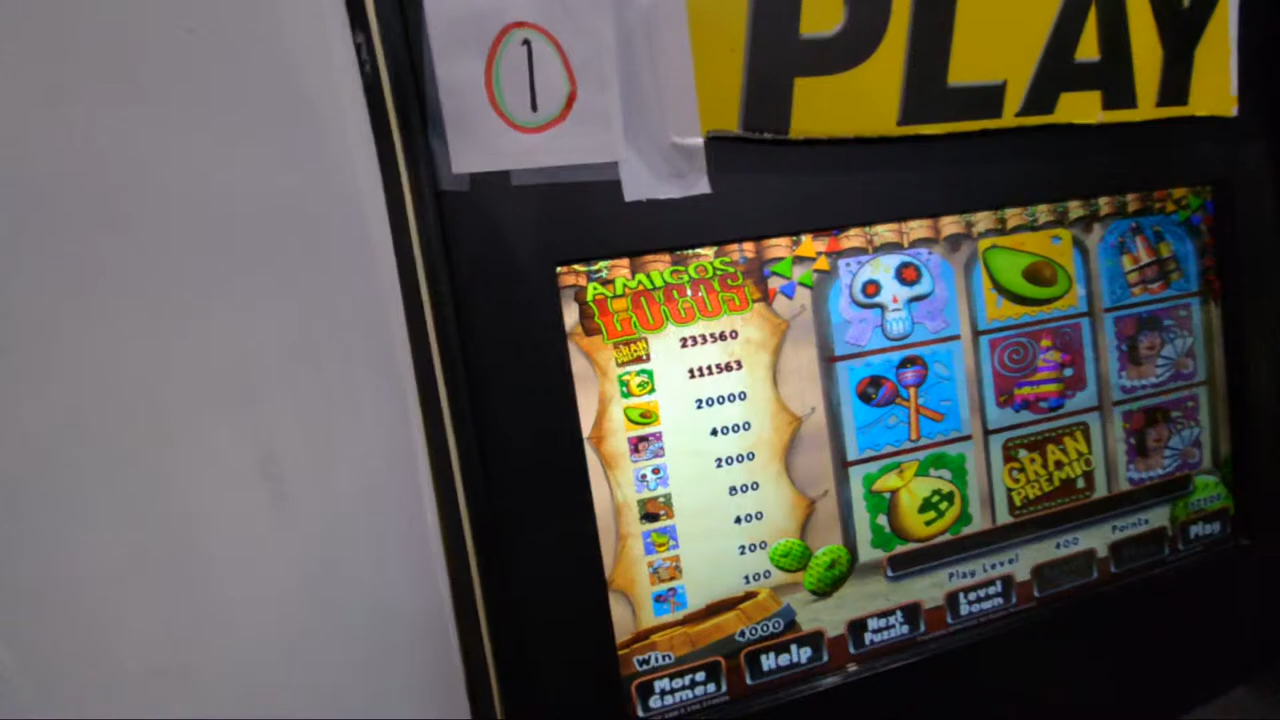 1
PLAY
AMIGOS
LOCOS
GRAN
PREMIO
233560
111563
20000
4000
2000
800
400
200
100
GRAN
PREMIO
Points
Play Level 400
Win 4000
More
Games
Help
Next
Puzzle
Level
Down
Play